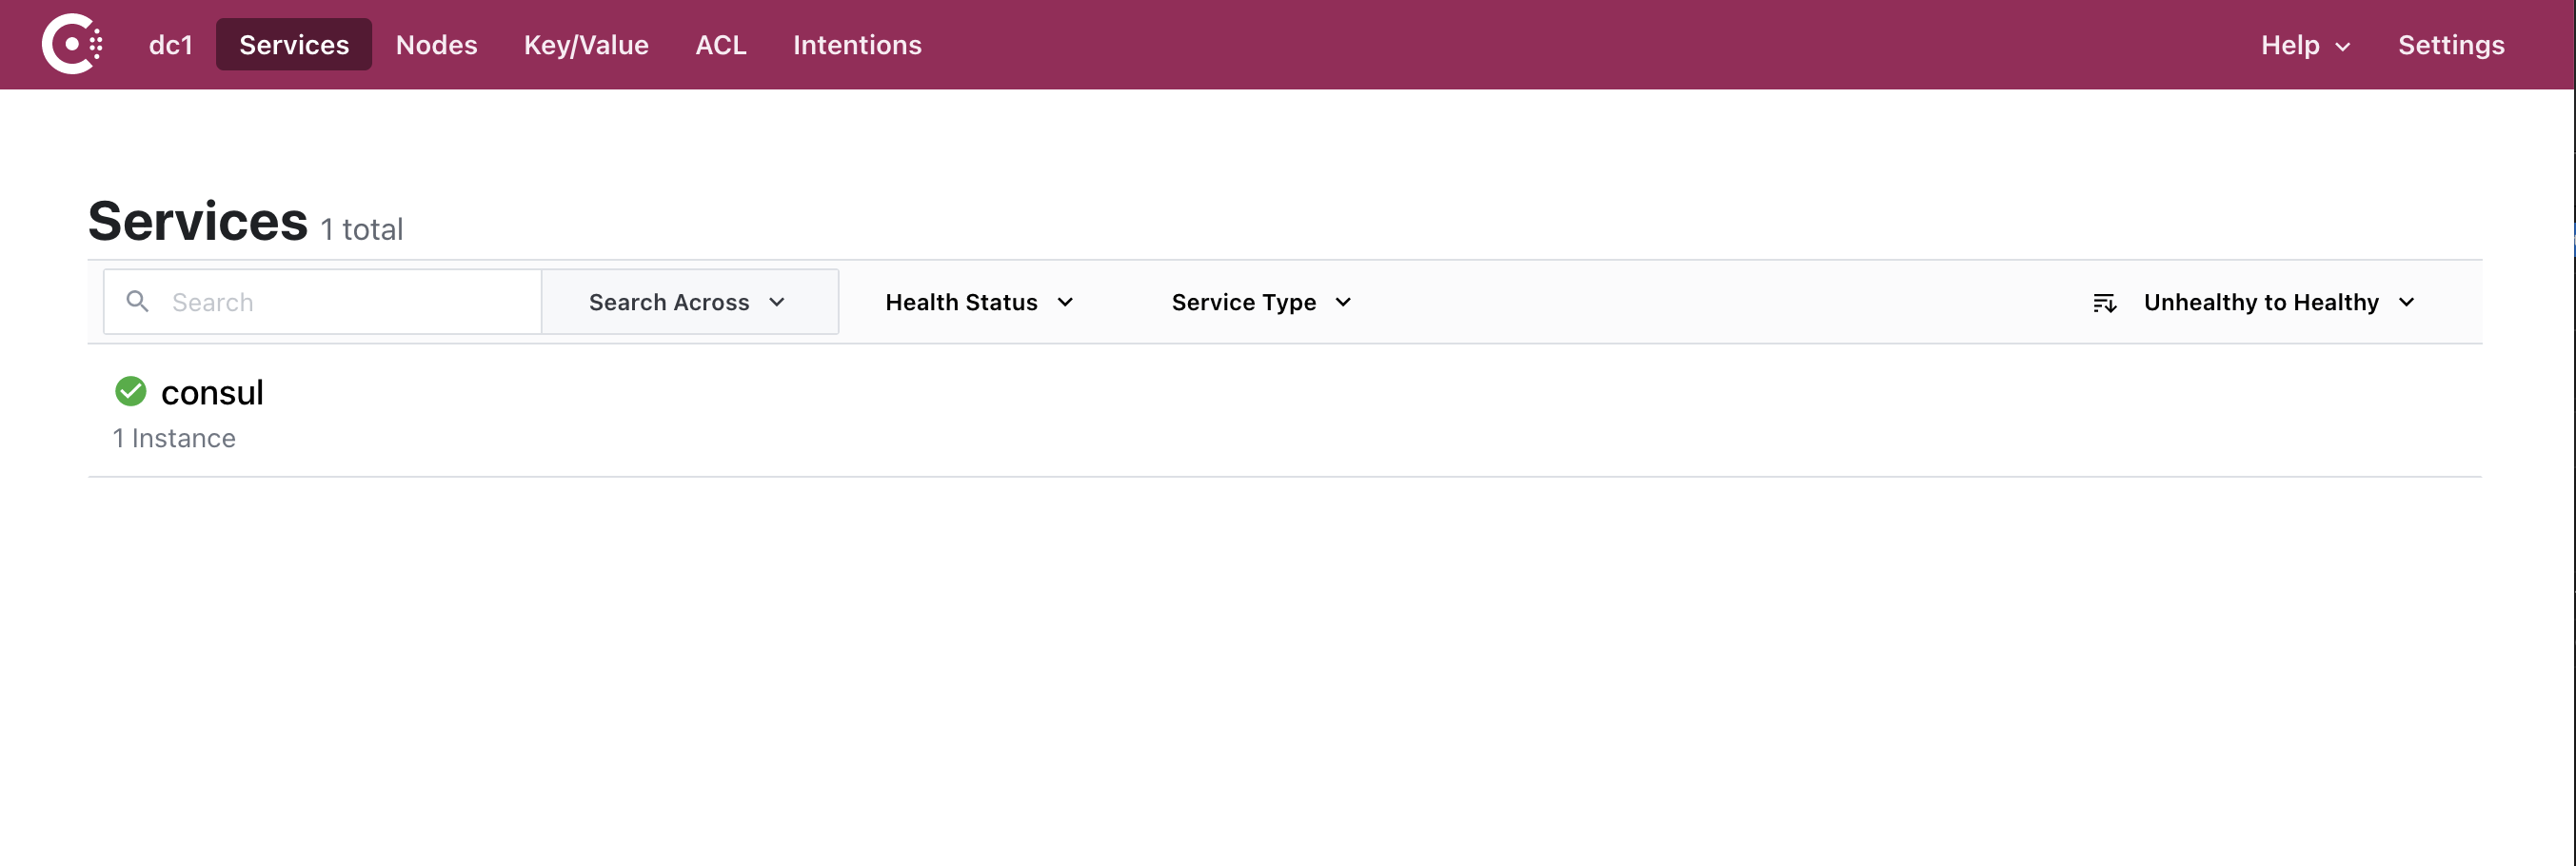 dc1 Services Nodes Key/Value ACL Intentions Help Settings
Services 1 total
Search Search Across Health Status Service Type Unhealthy to Healthy
consul
1 Instance